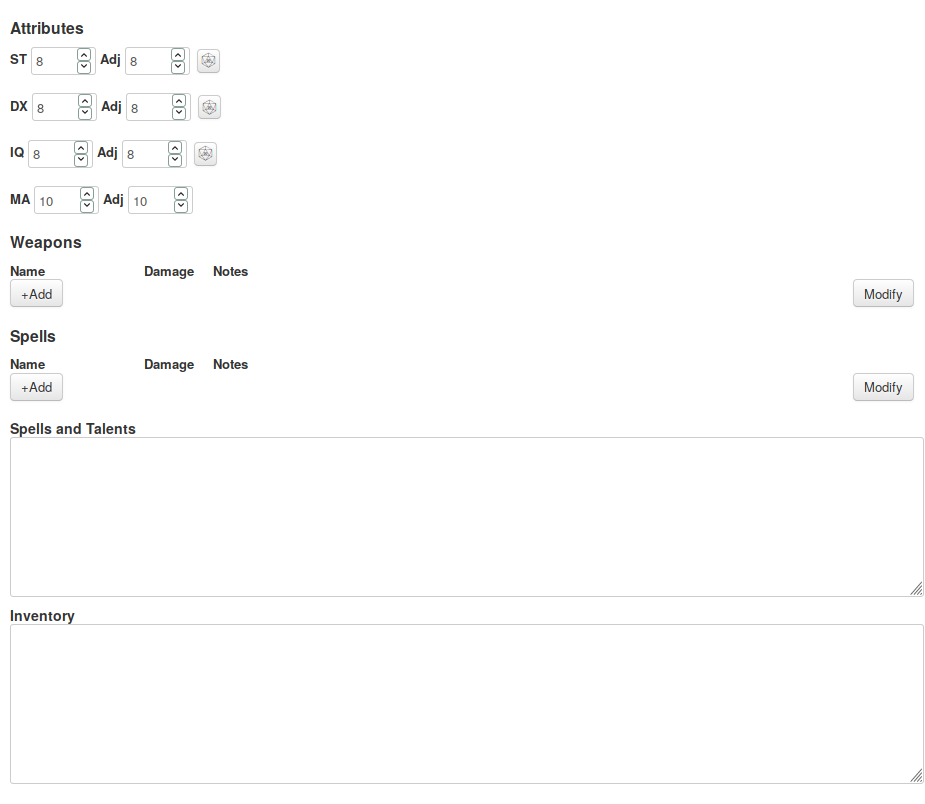 Attributes
ST 8 Adj 8
DX 8 Adj 8
IQ 8 Adj 8
MA 10 Adj 10
Weapons
Name Damage Notes
+Add Modify
Spells
Name Damage Notes
+Add Modify
Spells and Talents
Inventory